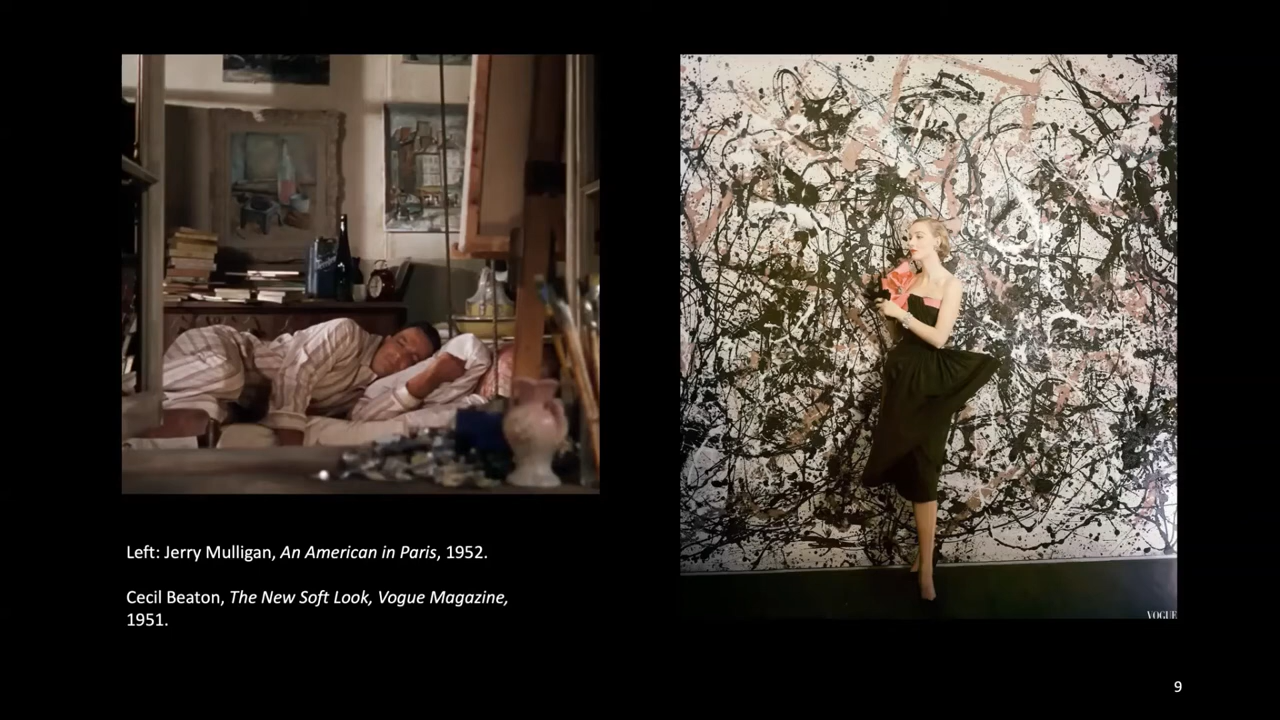 Left: Jerry Mulligan, An American in Paris, 1952.
Cecil Beaton, The New Soft Look, Vogue Magazine,
1951.
VOGUE
9